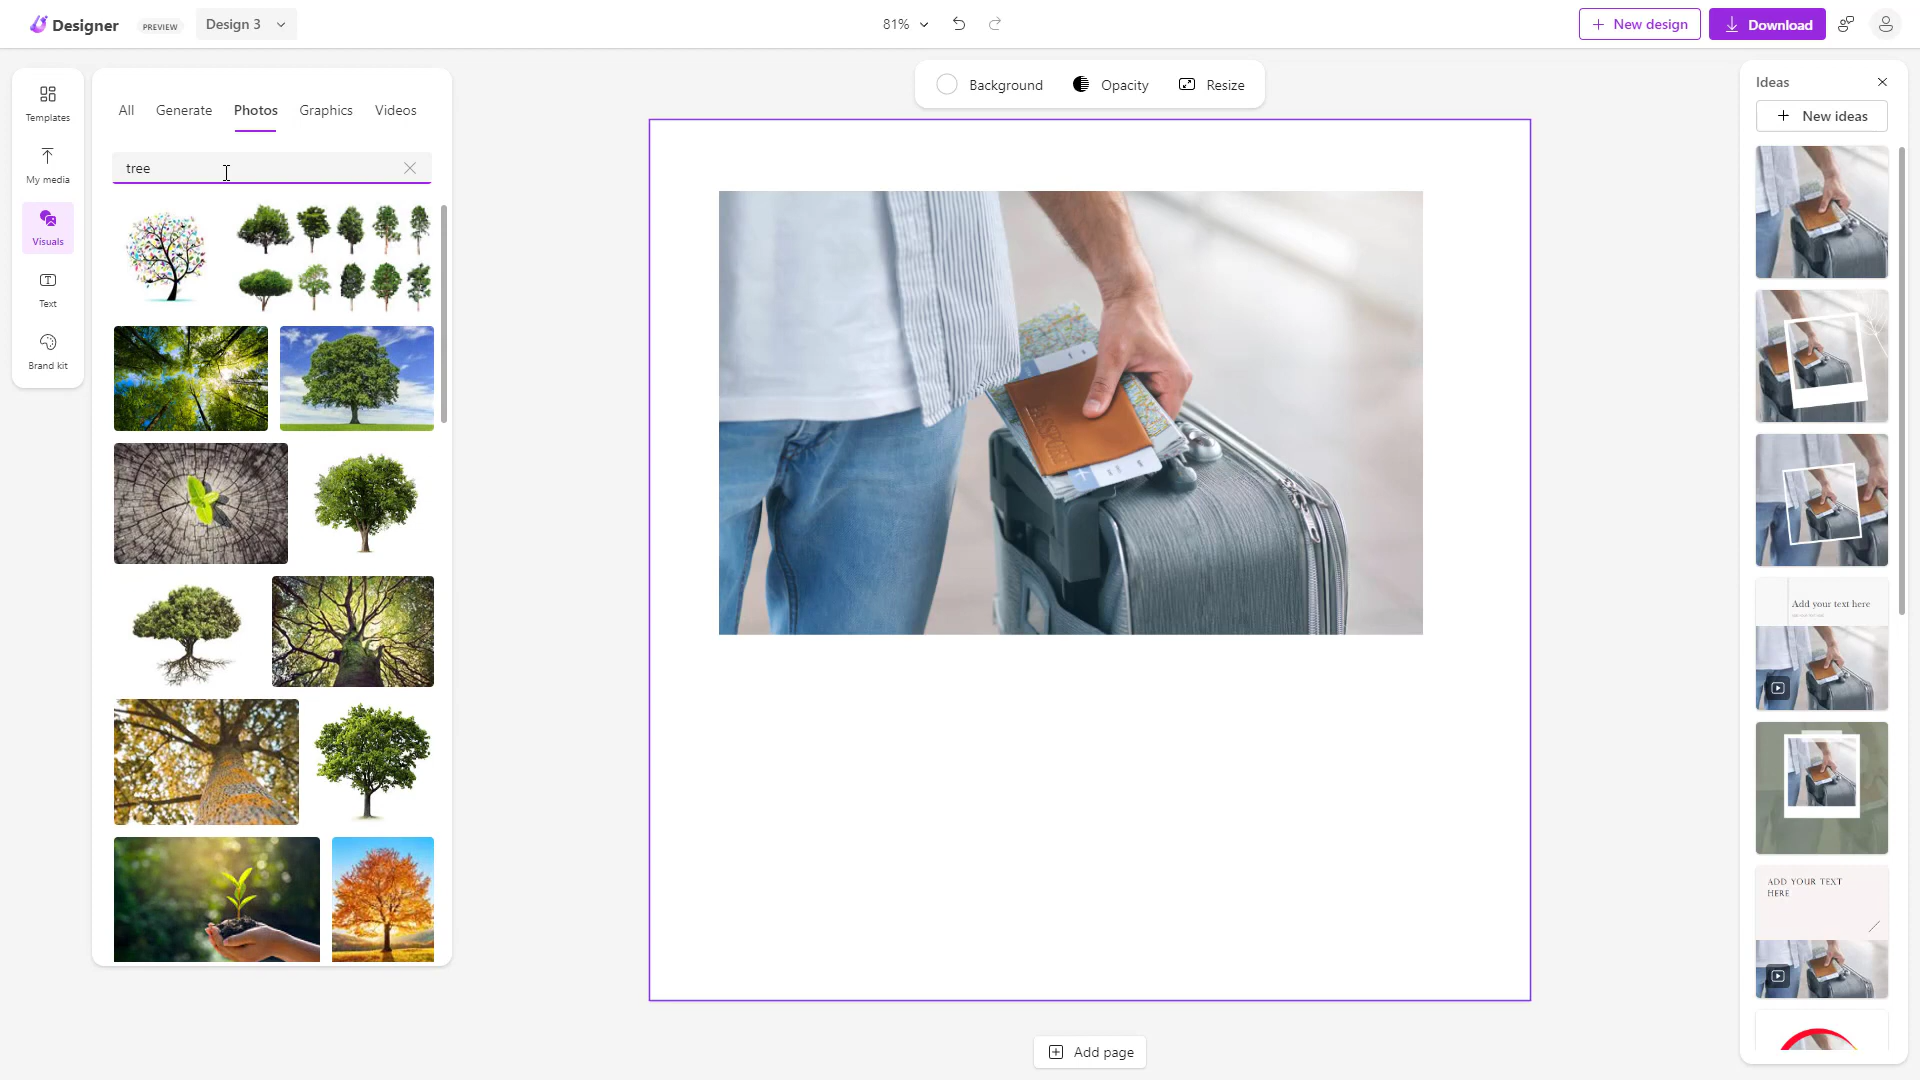 Designer
PREVIEW
Design 3
81%
New design
Download
Templates
My media
Visuals
Text
Brand kit
All
Generate
Photos
Graphics
Videos
tree
Background
Opacity
Resize
PASSPORT
Add page
Ideas
New ideas
Add your text here
ADD YOUR TEXT
HERE